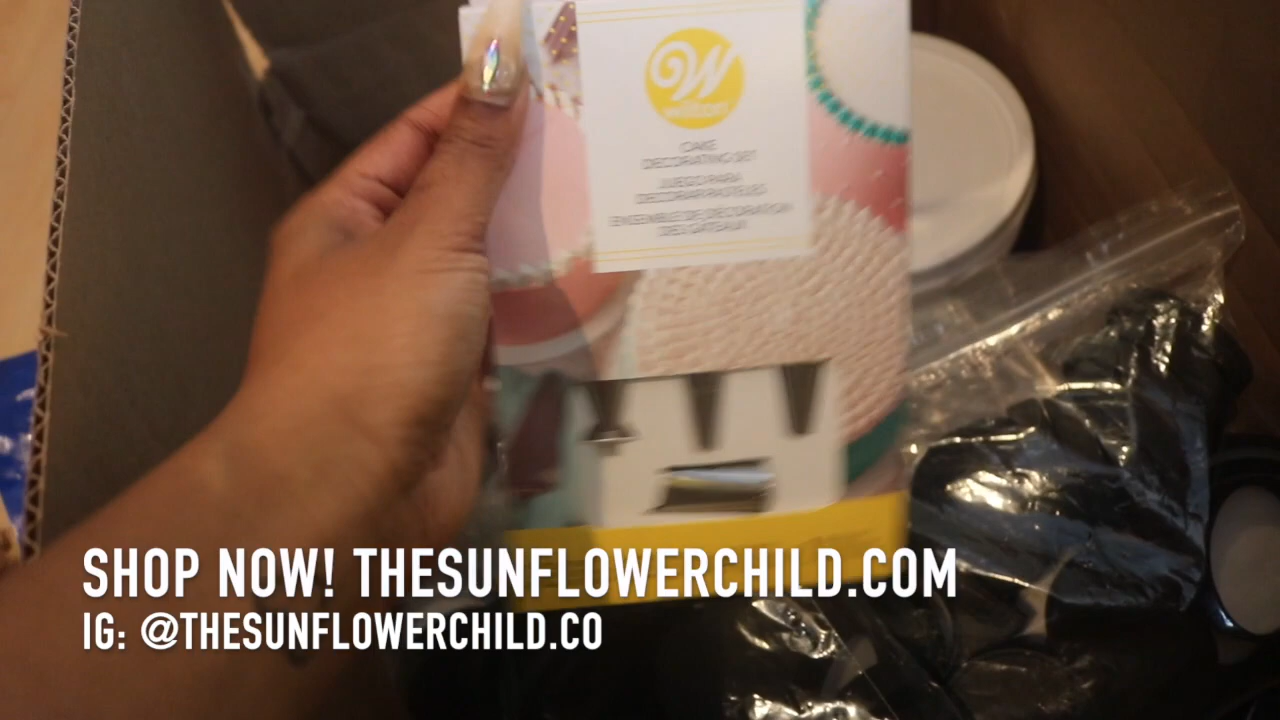 W
wilton
CAKE
DECORATING SET
JUEGO PARA
DECORAR PASTELES
ENSEMBLE DE DÉCORATION
DE GÂTEAUX
SHOP NOW! THESUNFLOWERCHILD.COM
IG: @THESUNFLOWERCHILD.CO